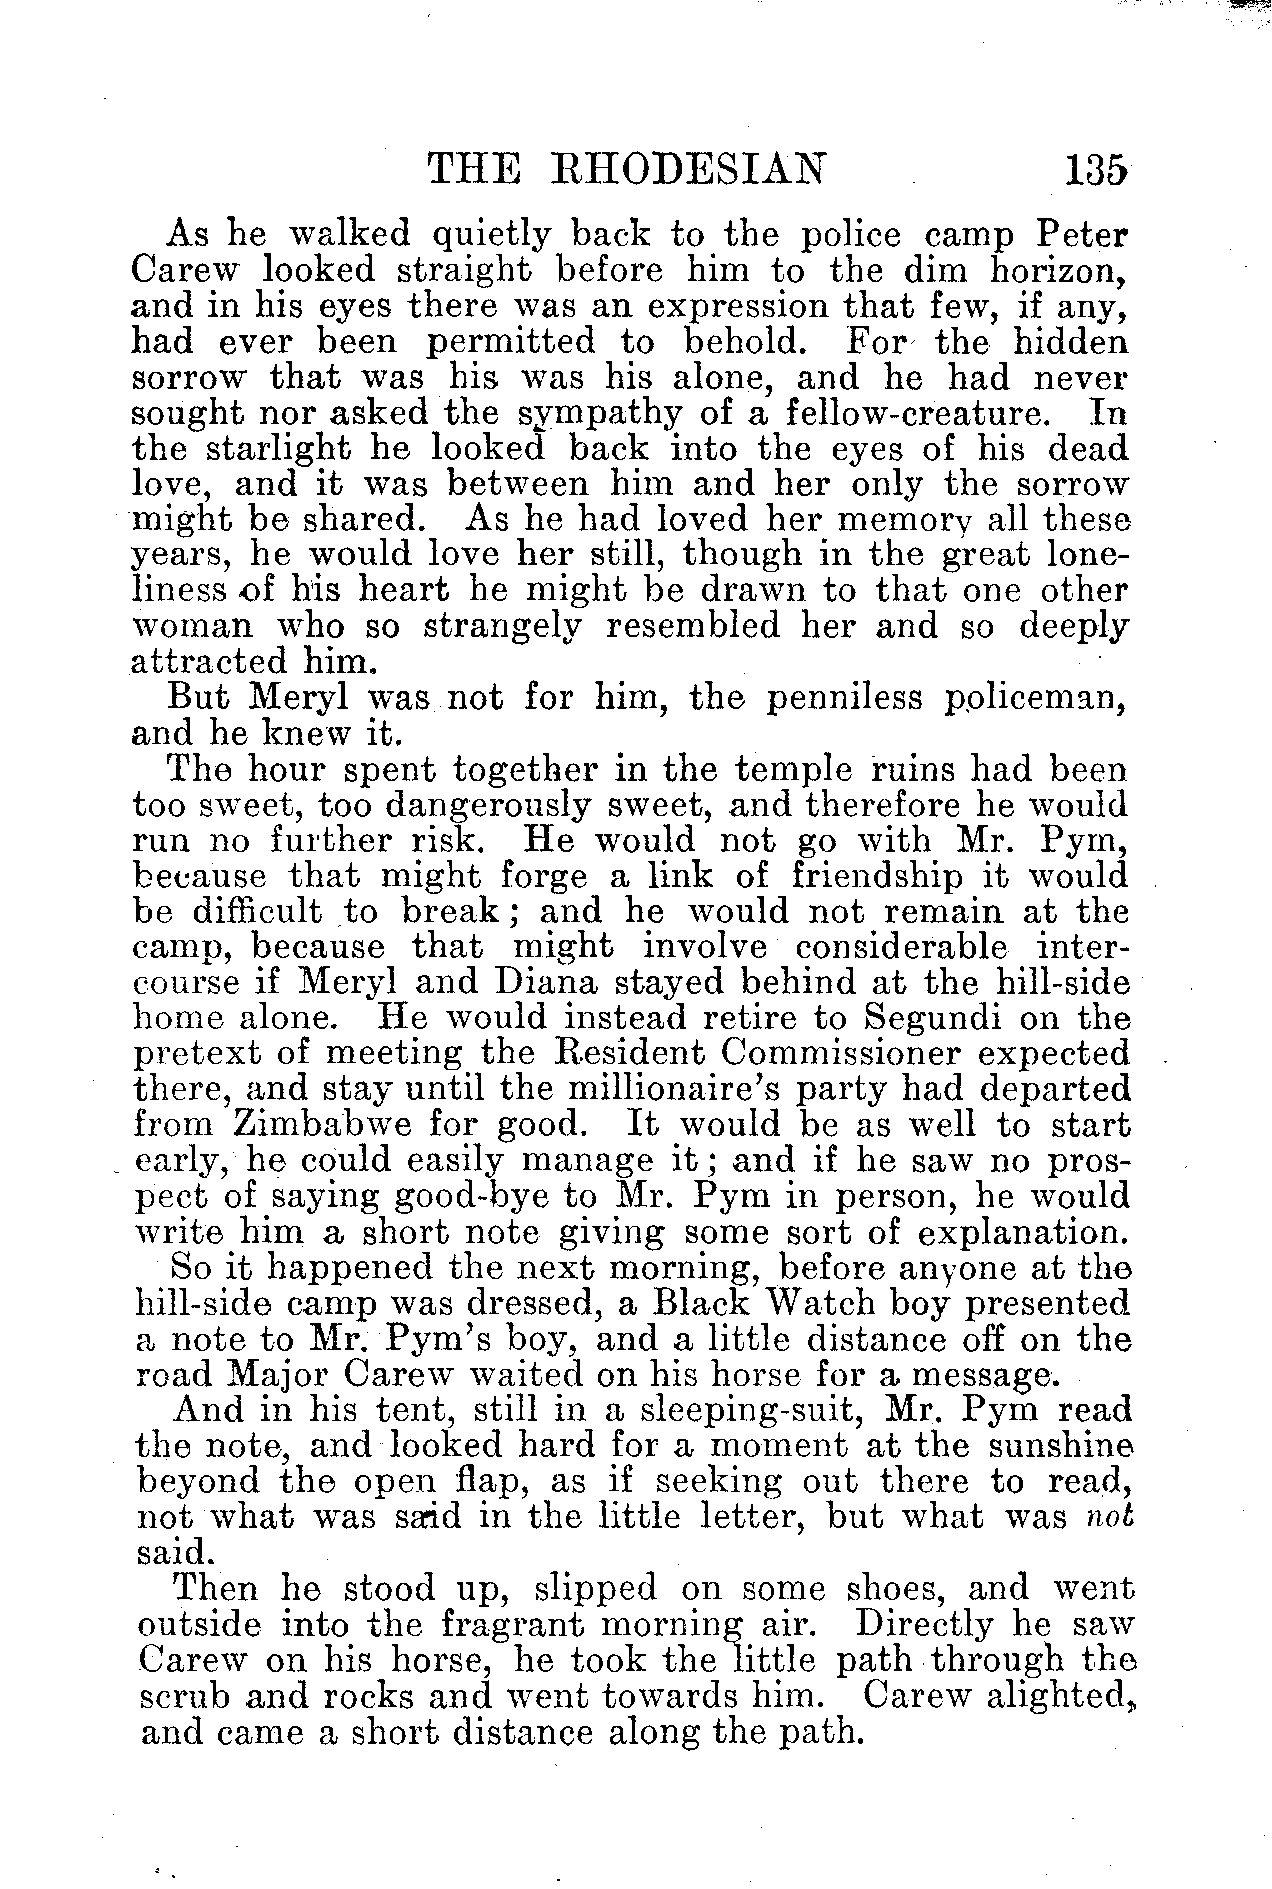 THE RHODESIAN 135
As he walked quietly back to the police camp Peter
Carew looked straight before him to the dim horizon,
and in his eyes there was an expression that few, if any,
had ever been permitted to behold. For the hidden
sorrow that was his was his alone, and he had never
sought nor asked the sympathy of a fellow-creature. In
the starlight he looked back into the eyes of his dead
love, and it was between him and her only the sorrow
might be shared. As he had loved her memory all these
years, he would love her still, though in the great lone-
liness of his heart he might be drawn to that one other
woman who so strangely resembled her and so deeply
attracted him.
But Meryl was not for him, the penniless policeman,
and he knew it.
The hour spent together in the temple ruins had been
too sweet, too dangerously sweet, and therefore he would
run no further risk. He would not go with Mr. Pym,
because that might forge a link of friendship it would
be difficult to break; and he would not remain at the
camp, because that might involve considerable inter-
course if Meryl and Diana stayed behind at the hill-side
home alone. He would instead retire to Segundi on the
pretext of meeting the Resident Commissioner expected
there, and stay until the millionaire's party had departed
from Zimbabwe for good. It would be as well to start
early, he could easily manage it; and if he saw no pros-
pect of saying good-bye to Mr. Pym in person, he would
write him a short note giving some sort of explanation.
So it happened the next morning, before anyone at the
hill-side camp was dressed, a Black Watch boy presented
a note to Mr. Pym's boy, and a little distance off on the
road Major Carew waited on his horse for a message.
And in his tent, still in a sleeping-suit, Mr. Pym read
the note, and looked hard for a moment at the sunshine
beyond the open flap, as if seeking out there to read,
not what was said in the little letter, but what was not
said.
Then he stood up, slipped on some shoes, and went
outside into the fragrant morning air. Directly he saw
Carew on his horse, he took the little path through the
scrub and rocks and went towards him. Carew alighted,
and came a short distance along the path.